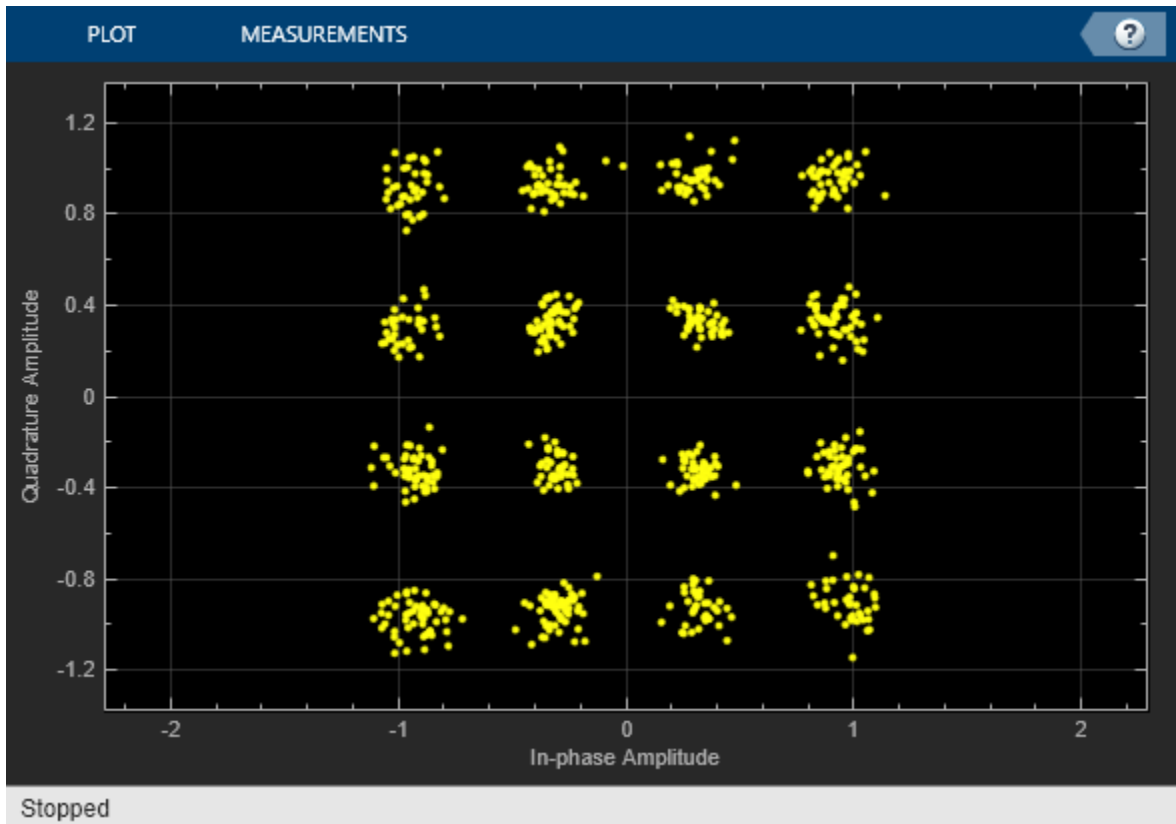 PLOT MEASUREMENTS ?
1.2
0.8
0.4
0
-0.4
-0.8
-1.2
Quadrature Amplitude
-2 -1 0 1 2
In-phase Amplitude
Stopped